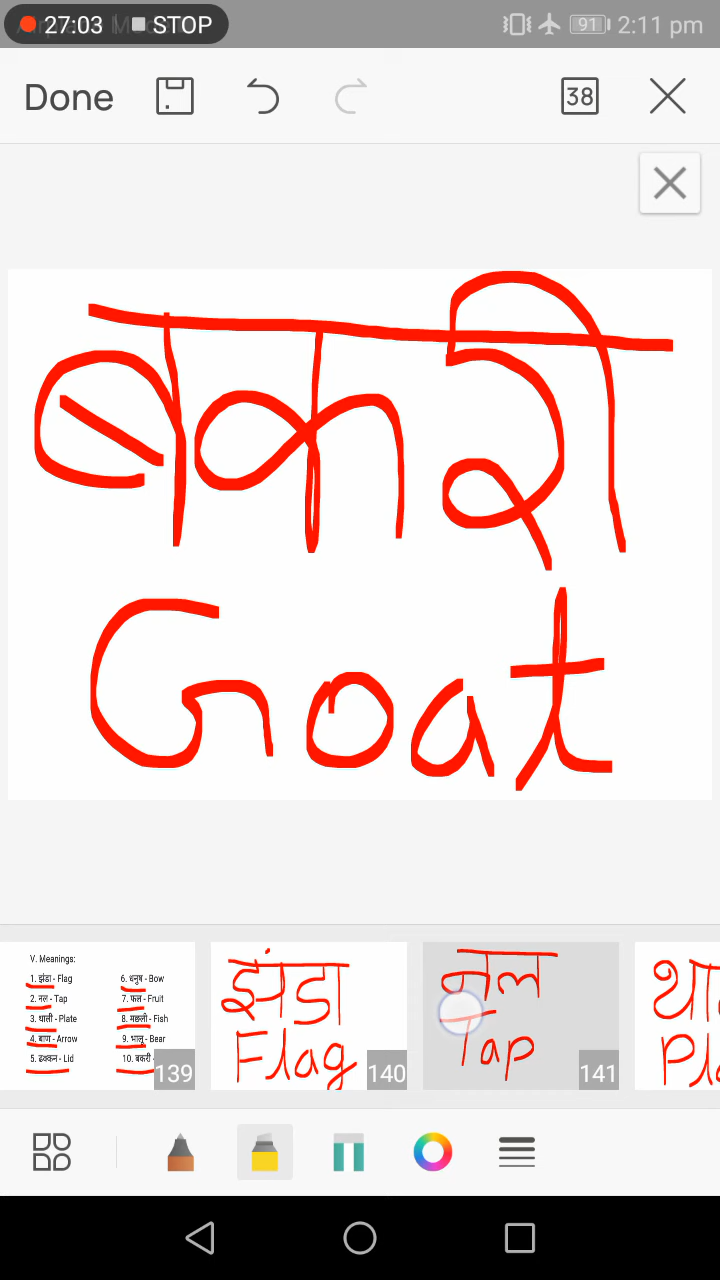 27:03 STOP
91 2:11 pm
Done
38
बकरी
Goat
V. Meanings:
1. झंडा - Flag
2. नल - Tap
3. थाली - Plate
4. बाण - Arrow
5. ढक्कन - Lid
6. धनुष - Bow
7. फल - Fruit
8. मछली - Fish
9. भालू - Bear
10. बकरी
139
झंडा
Flag
140
नल
Tap
141
था
Pl